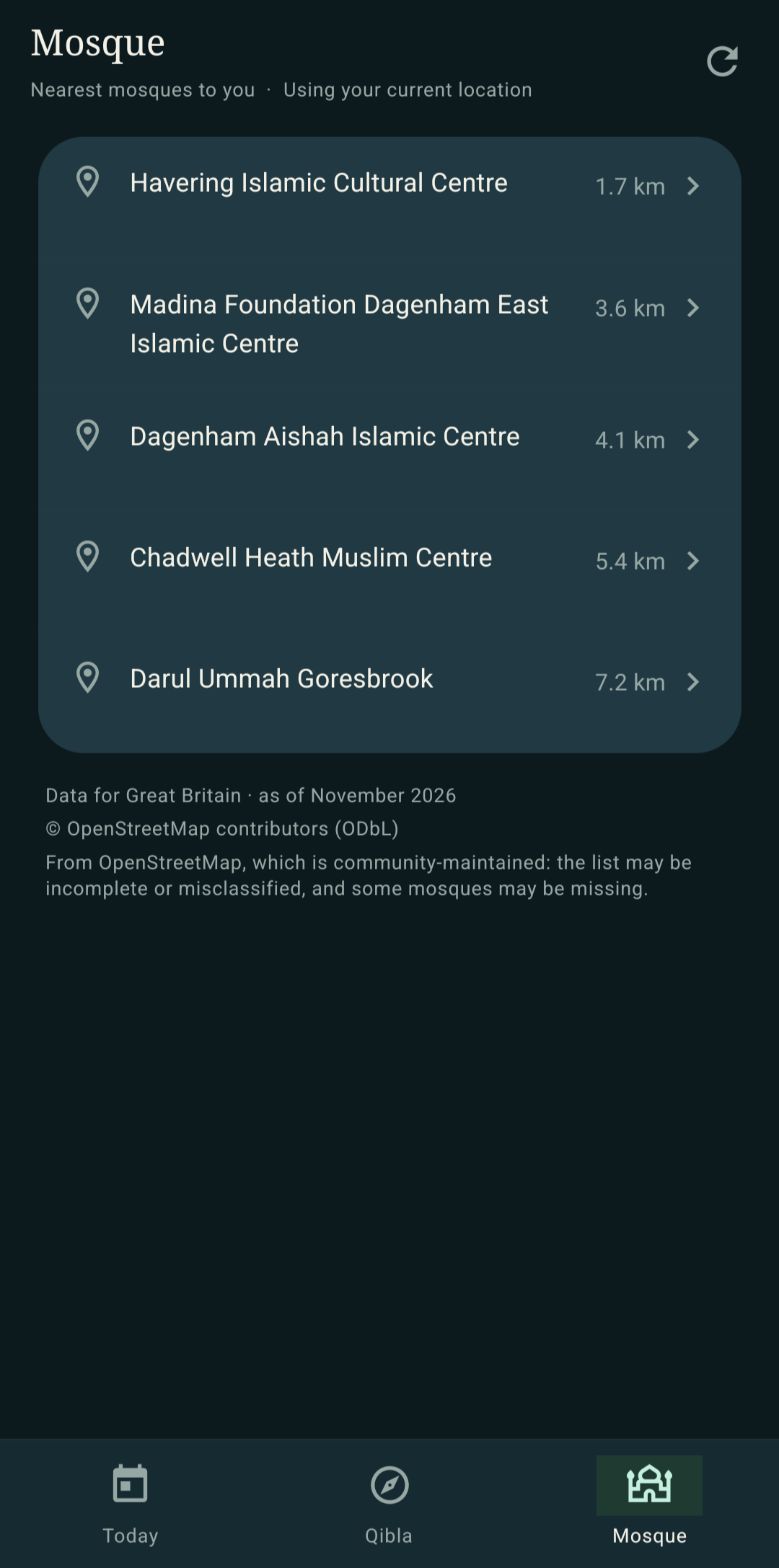 Mosque
Nearest mosques to you · Using your current location
Havering Islamic Cultural Centre 1.7 km
Madina Foundation Dagenham East 3.6 km
Islamic Centre
Dagenham Aishah Islamic Centre 4.1 km
Chadwell Heath Muslim Centre 5.4 km
Darul Ummah Goresbrook 7.2 km
Data for Great Britain · as of November 2026
© OpenStreetMap contributors (ODbL)
From OpenStreetMap, which is community-maintained: the list may be
incomplete or misclassified, and some mosques may be missing.
Today Qibla Mosque